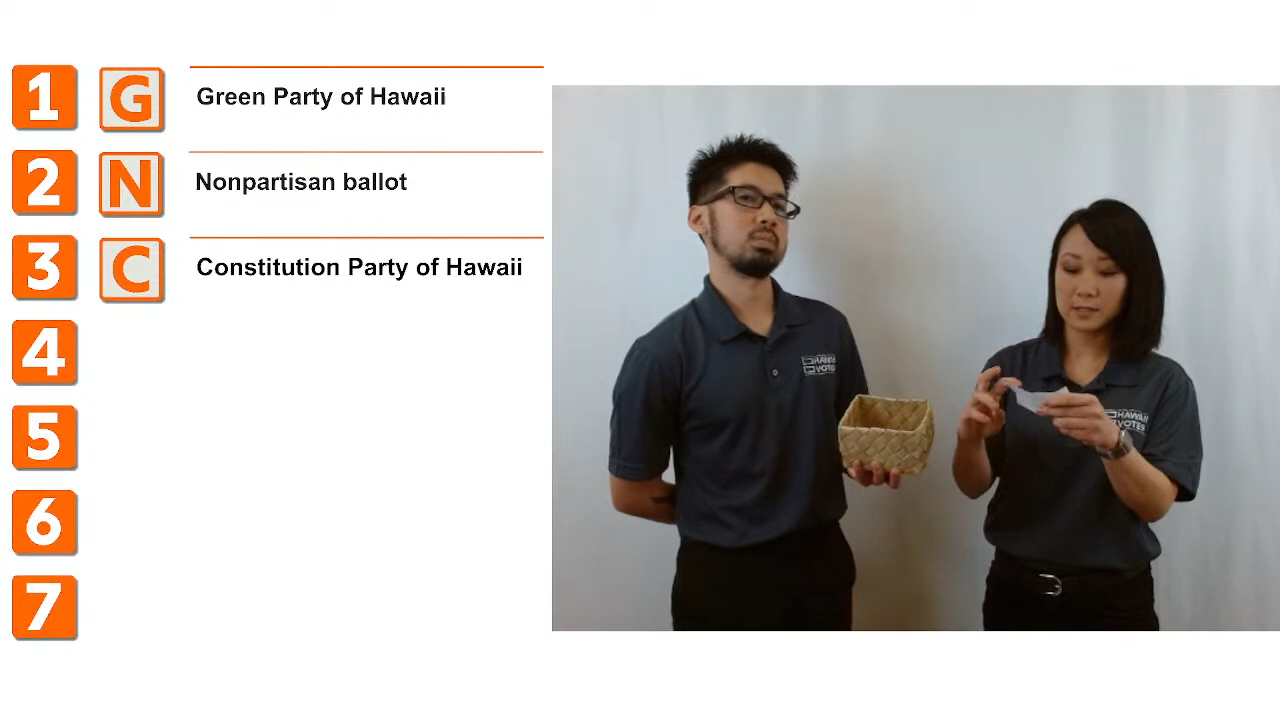 1 G Green Party of Hawaii
2 N Nonpartisan ballot
3 C Constitution Party of Hawaii
4
5
6
7
HAWAII
VOTES
HAWAII
VOTES